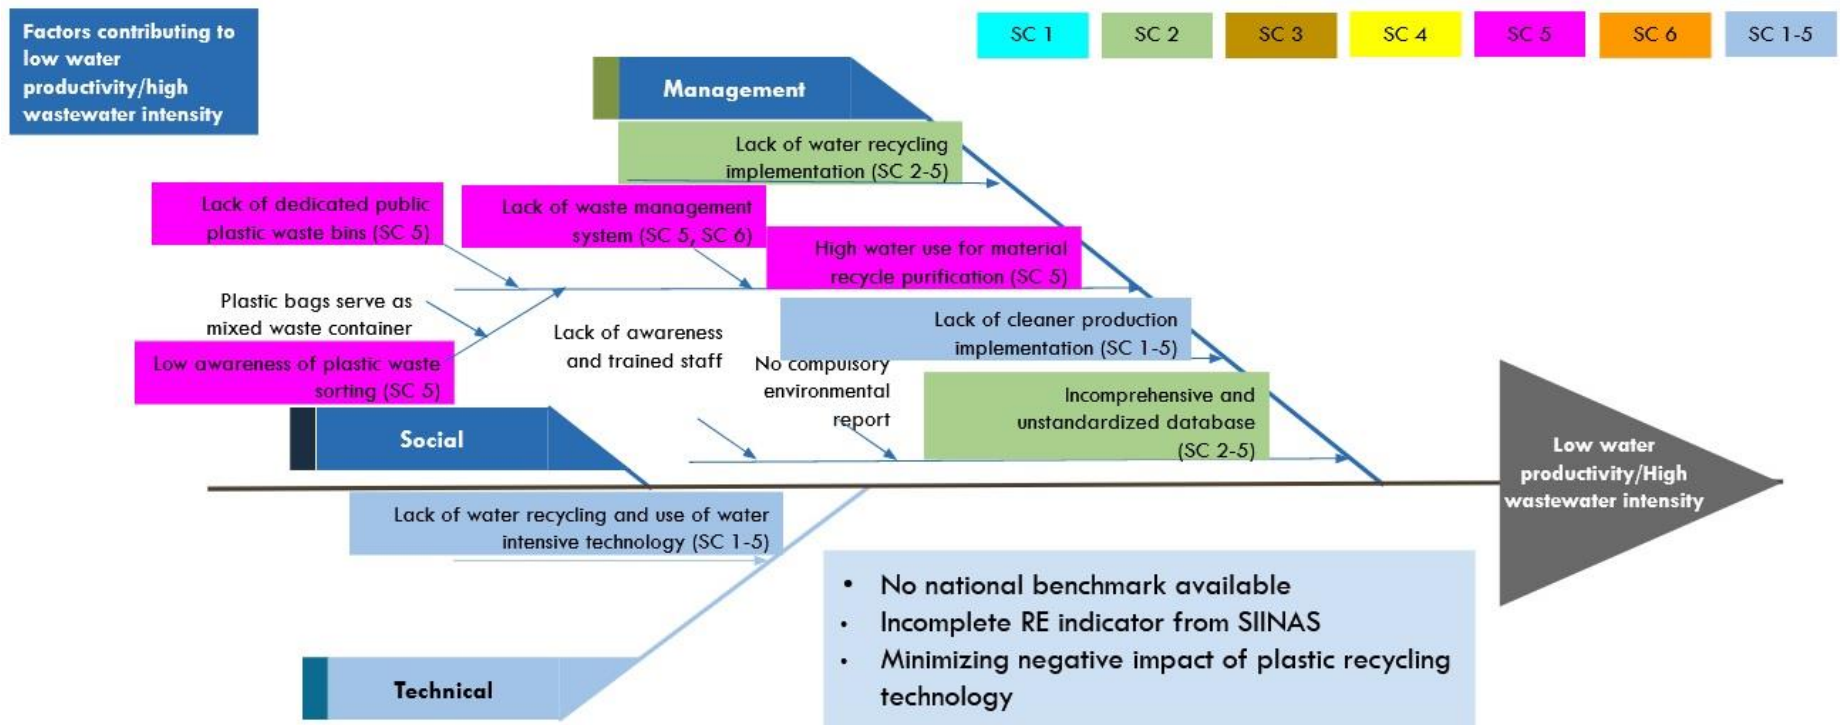 Factors contributing to
low water
productivity/high
wastewater intensity
SC 1
SC 2
SC 3
SC 4
SC 5
SC 6
SC 1-5
Management
Lack of water recycling
implementation (SC 2-5)
Lack of dedicated public
plastic waste bins (SC 5)
Lack of waste management
system (SC 5, SC 6)
High water use for material
recycle purification (SC 5)
Plastic bags serve as
mixed waste container
Low awareness of plastic waste
sorting (SC 5)
Lack of awareness
and trained staff
Lack of cleaner production
implementation (SC 1-5)
No compulsory
environmental
report
Incomprehensive and
unstandardized database
(SC 2-5)
Social
Low water
productivity/High
wastewater intensity
Lack of water recycling and use of water
intensive technology (SC 1-5)
Technical
• No national benchmark available
• Incomplete RE indicator from SIINAS
• Minimizing negative impact of plastic recycling
technology